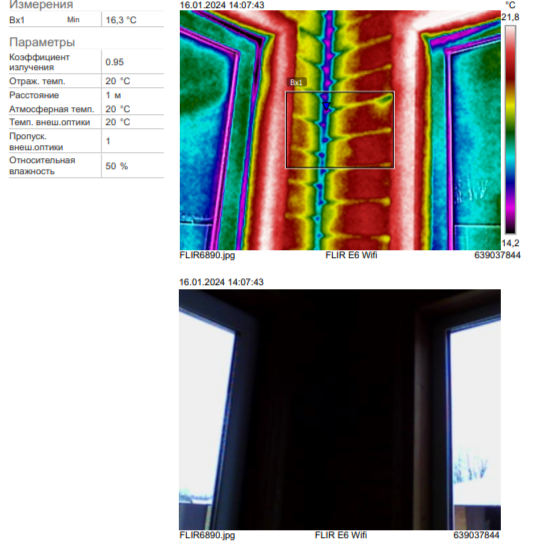 Измерения
Bx1 Min 16,3 °C
Параметры
Коэффициент
излучения 0.95
Отраж. темп. 20 °C
Расстояние 1 м
Атмосферная темп. 20 °C
Темп. внеш.оптики 20 °C
Пропуск.
внеш.оптики 1
Относительная
влажность 50 %
16.01.2024 14:07:43
°C
21,8
Bx1
14,2
FLIR6890.jpg FLIR E6 Wifi 639037844
16.01.2024 14:07:43
FLIR6890.jpg FLIR E6 Wifi 639037844